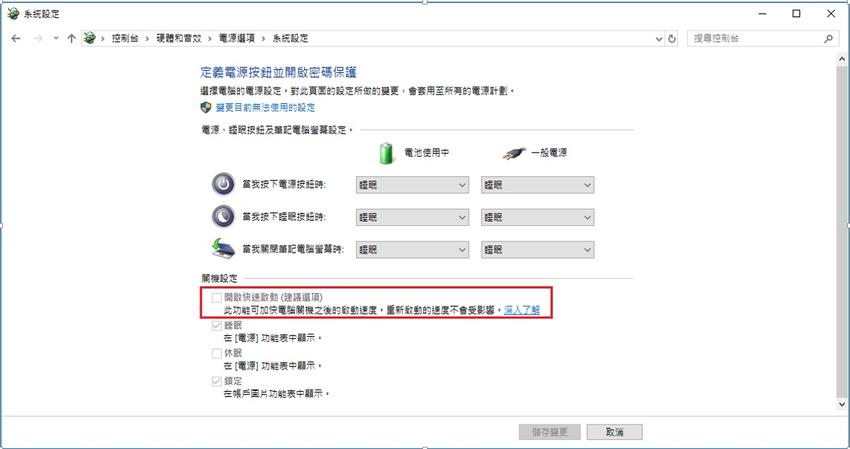 系統設定
控制台 硬體和音效 電源選項 系統設定 搜尋控制台
定義電源按鈕並開啟密碼保護
選擇電腦的電源設定。對此頁面的設定所做的變更，會套用至所有的電源計劃。
變更目前無法使用的設定
電源、睡眠按鈕及筆記電腦螢幕設定。
電池使用中 一般電源
當我按下電源按鈕時: 睡眠 睡眠
當我按下睡眠按鈕時: 睡眠 睡眠
當我關閉筆記電腦螢幕時: 睡眠 睡眠
關機設定
開啟快速啟動 (建議選項)
此功能可加快電腦關機之後的啟動速度，重新啟動的速度不會受影響。深入了解
睡眠
在 [電源] 功能表中顯示。
休眠
在 [電源] 功能表中顯示。
鎖定
在帳戶圖片功能表中顯示。
儲存變更 取消